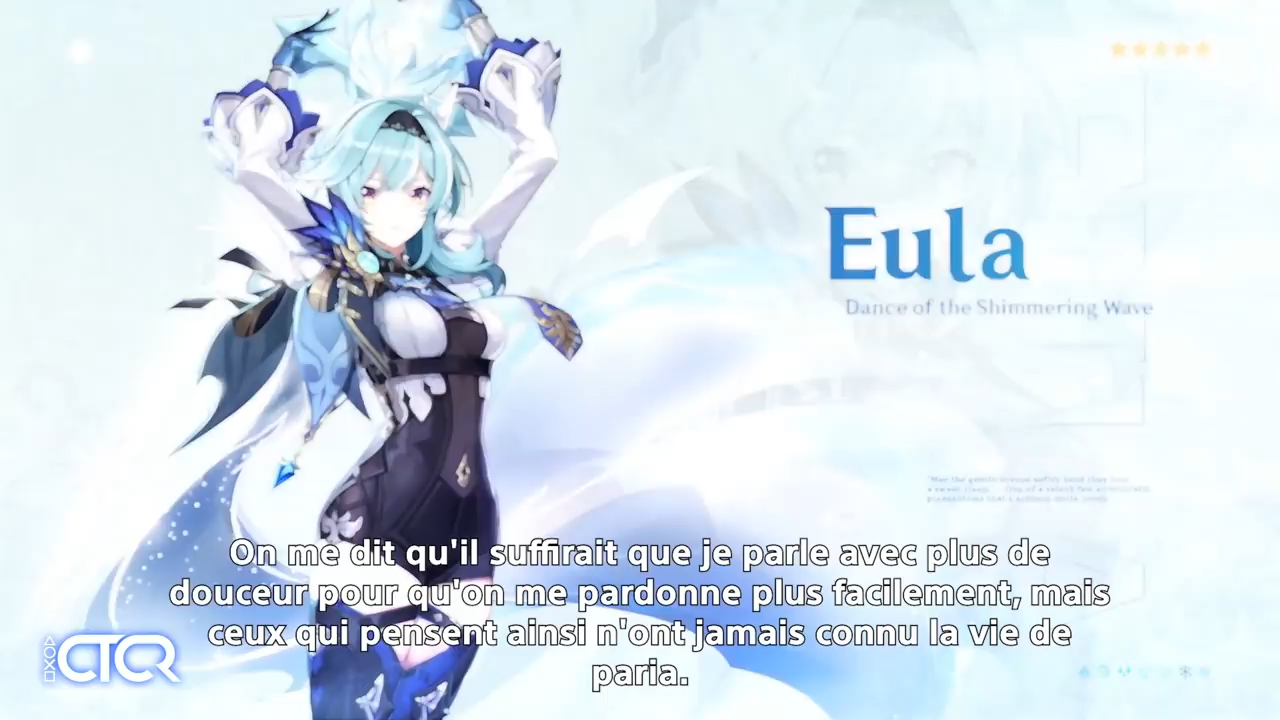 Eula
Dance of the Shimmering Wave
On me dit qu'il suffirait que je parle avec plus de
douceur pour qu'on me pardonne plus facilement, mais
ceux qui pensent ainsi n'ont jamais connu la vie de
paria.
CTCR